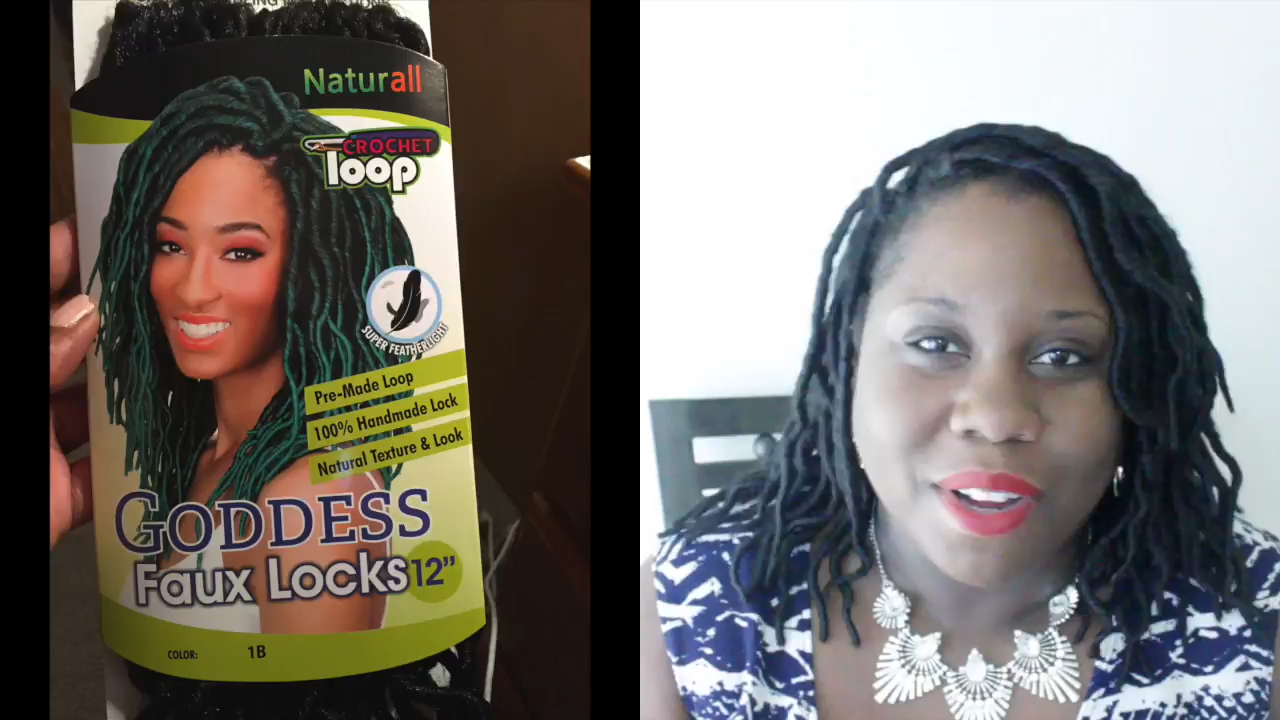 Naturall
CROCHET
loop
SUPER FEATHERLIGHT
Pre-Made Loop
100% Handmade Lock
Natural Texture & Look
GODDESS
FAUX LOCKS 12”
COLOR: 1B